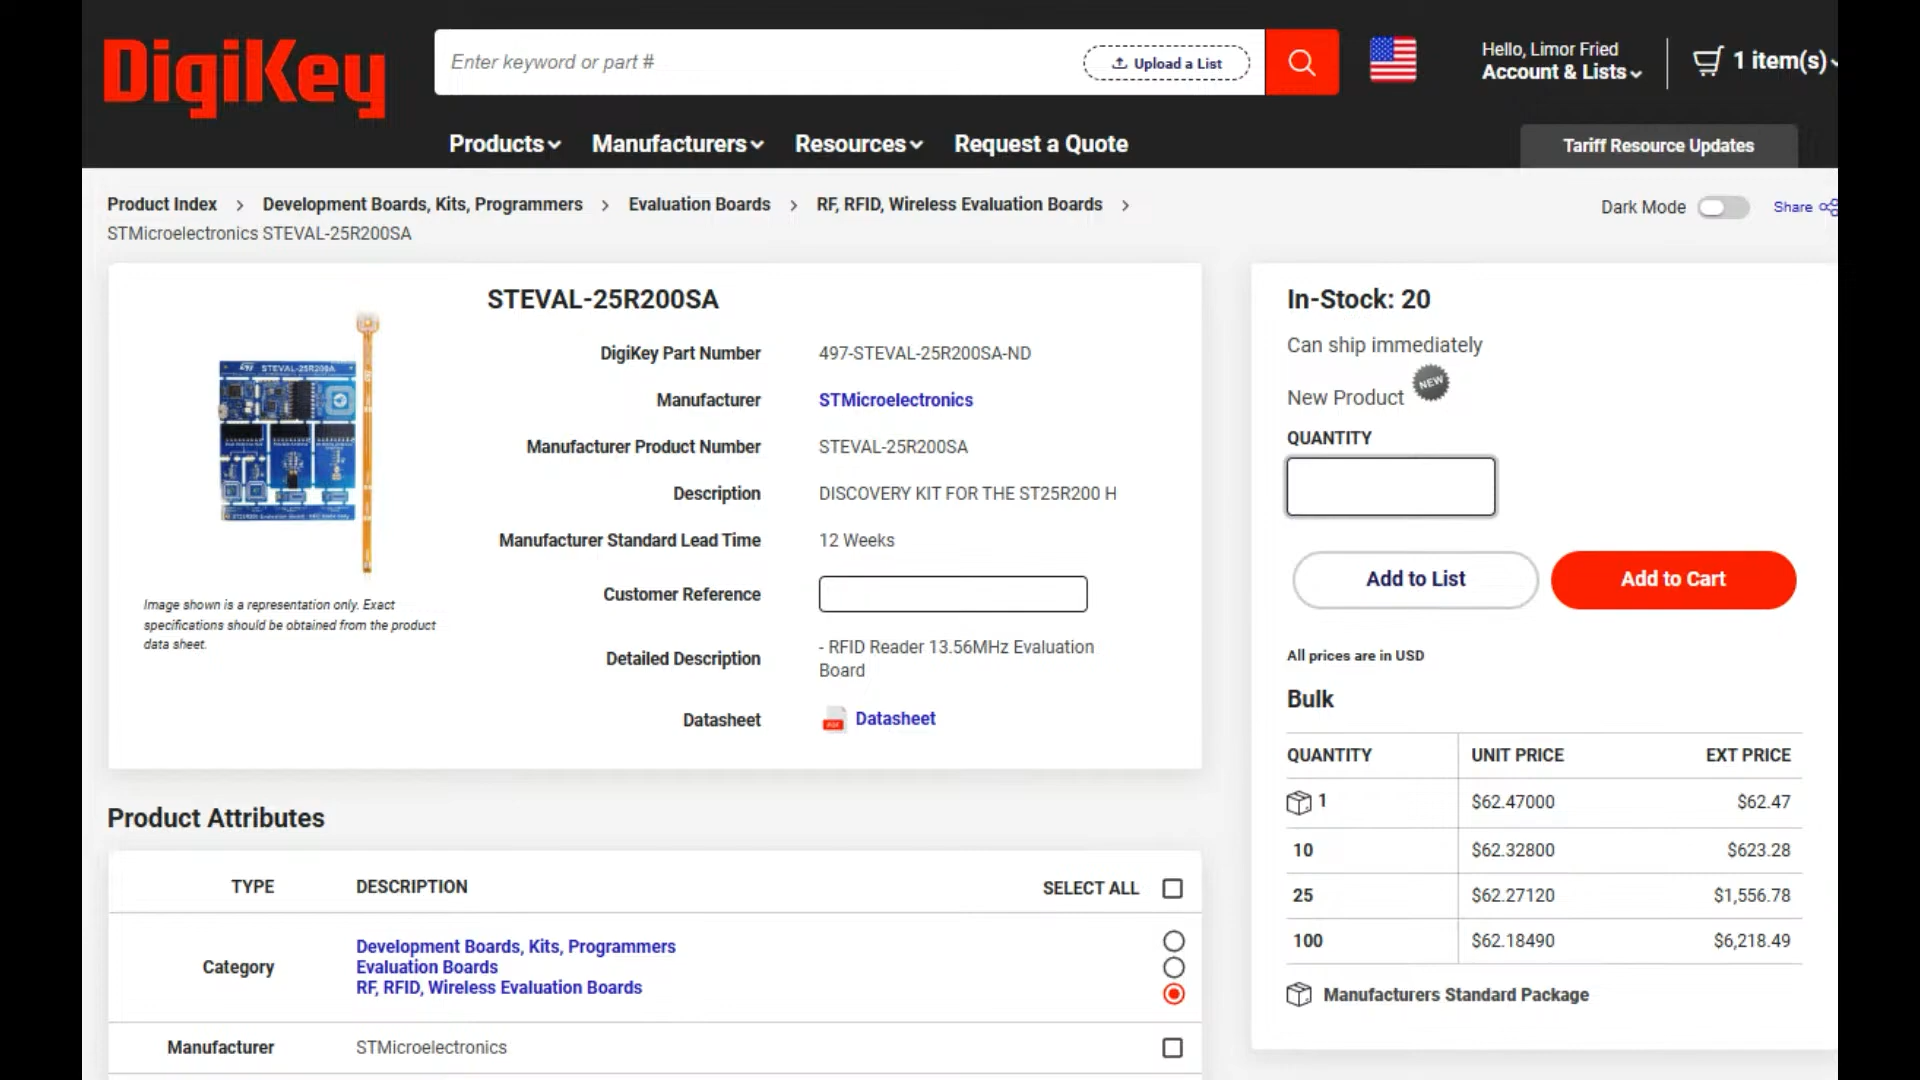 DigiKey
Enter keyword or part #
Upload a List
Hello, Limor Fried
Account & Lists
1 item(s)
Products
Manufacturers
Resources
Request a Quote
Tariff Resource Updates
Product Index > Development Boards, Kits, Programmers > Evaluation Boards > RF, RFID, Wireless Evaluation Boards >
STMicroelectronics STEVAL-25R200SA
Dark Mode
Share
STEVAL-25R200SA
STEVAL-25R200SA
DigiKey Part Number 497-STEVAL-25R200SA-ND
Manufacturer STMicroelectronics
Manufacturer Product Number STEVAL-25R200SA
Description DISCOVERY KIT FOR THE ST25R200 H
Manufacturer Standard Lead Time 12 Weeks
Customer Reference
Detailed Description - RFID Reader 13.56MHz Evaluation
Board
Datasheet Datasheet
Image shown is a representation only. Exact
specifications should be obtained from the product
data sheet.
In-Stock: 20
Can ship immediately
New Product NEW
QUANTITY
Add to List
Add to Cart
All prices are in USD
Bulk
QUANTITY UNIT PRICE EXT PRICE
1 $62.47000 $62.47
10 $62.32800 $623.28
25 $62.27120 $1,556.78
100 $62.18490 $6,218.49
Manufacturers Standard Package
Product Attributes
TYPE DESCRIPTION SELECT ALL
Category
Development Boards, Kits, Programmers
Evaluation Boards
RF, RFID, Wireless Evaluation Boards
Manufacturer STMicroelectronics